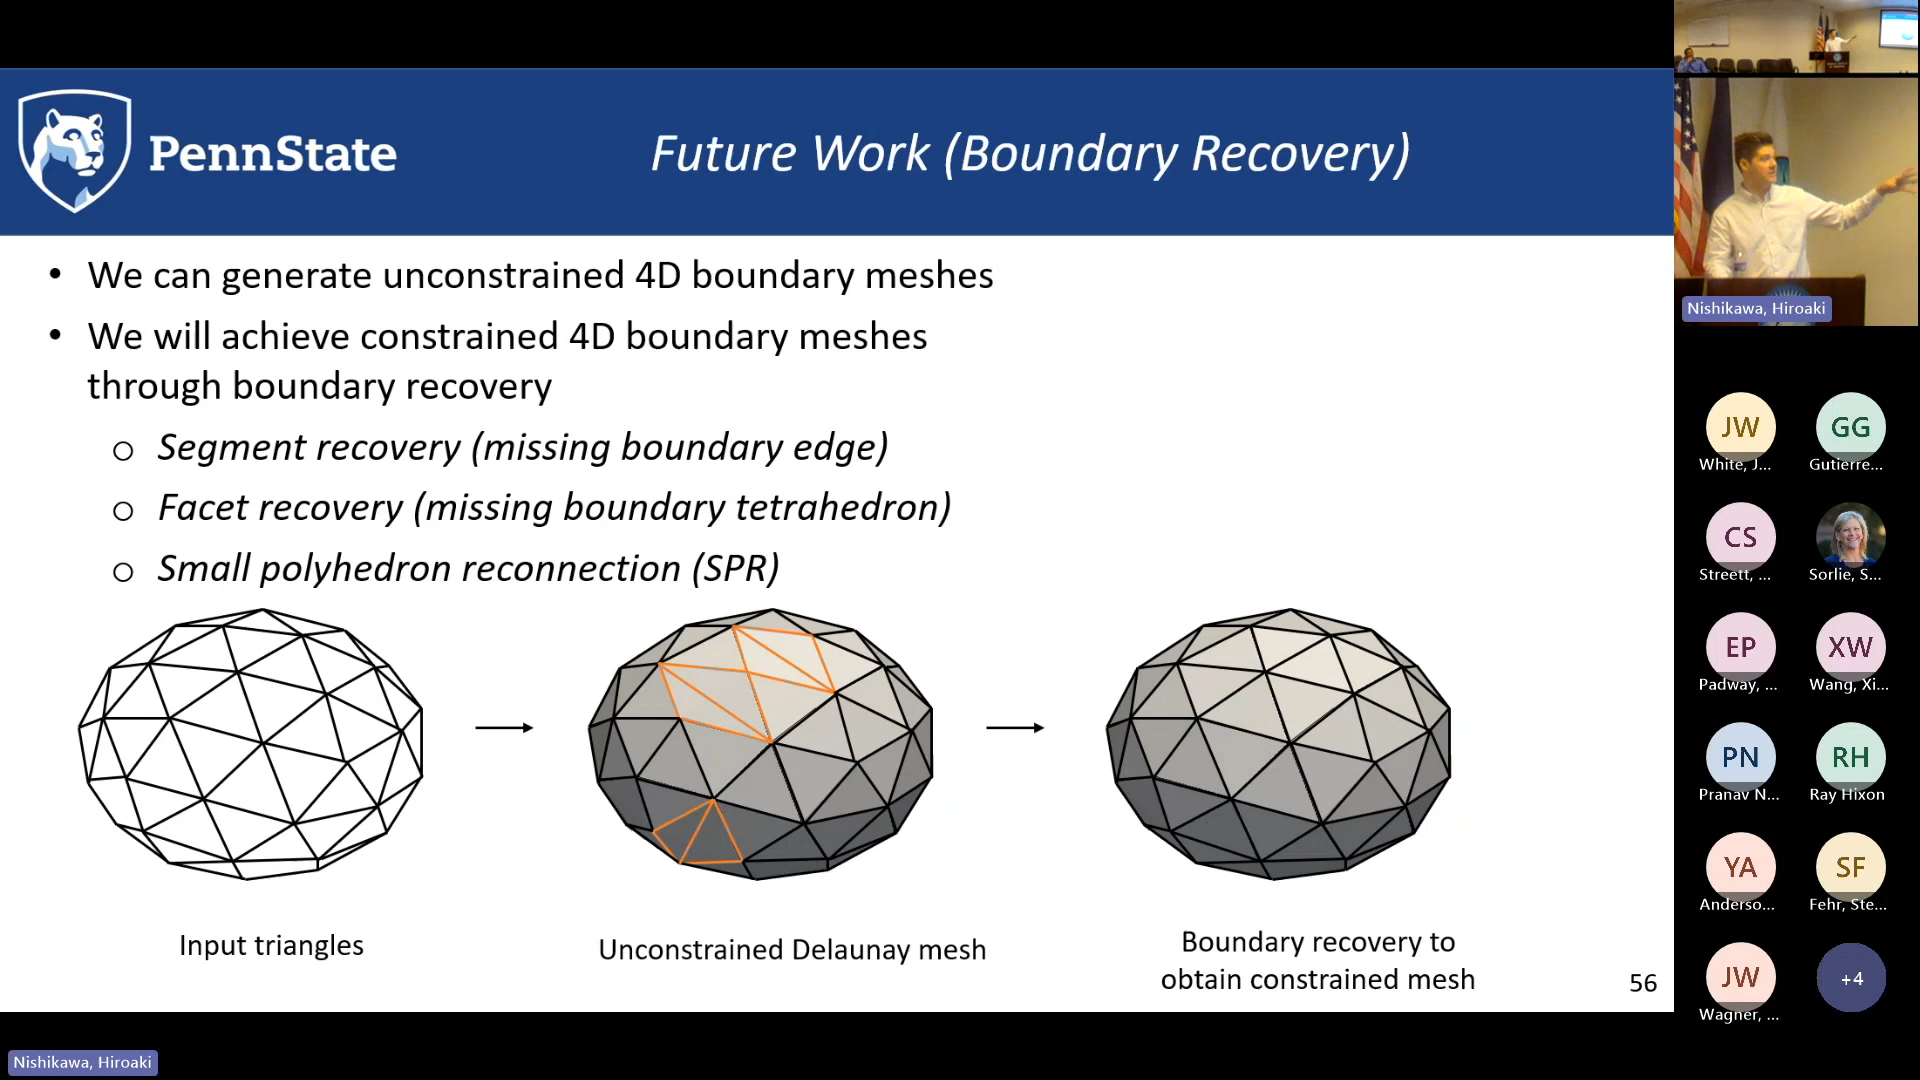 PennState
Future Work (Boundary Recovery)
• We can generate unconstrained 4D boundary meshes
• We will achieve constrained 4D boundary meshes
through boundary recovery
o Segment recovery (missing boundary edge)
o Facet recovery (missing boundary tetrahedron)
o Small polyhedron reconnection (SPR)
Input triangles
Unconstrained Delaunay mesh
Boundary recovery to
obtain constrained mesh
56
Nishikawa, Hiroaki
JW
White, J...
GG
Gutierre...
CS
Streett, ...
Sorlie, S...
EP
Padway, ...
XW
Wang, Xi...
PN
Pranav N...
RH
Ray Hixon
YA
Anderso...
SF
Fehr, Ste...
JW
Wagner, ...
+4
Nishikawa, Hiroaki